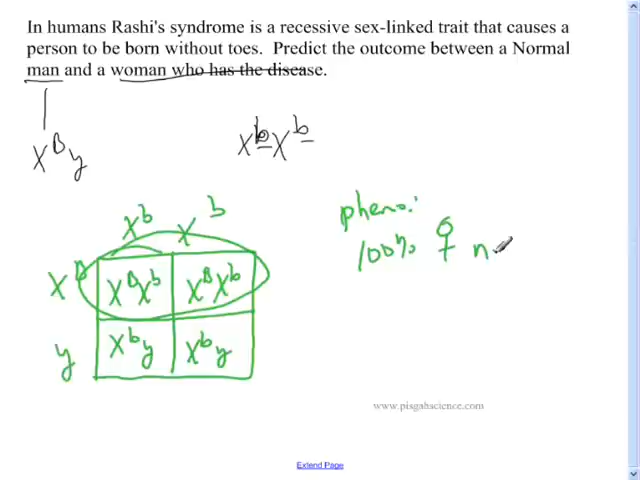 In humans Rashi's syndrome is a recessive sex-linked trait that causes a
person to be born without toes. Predict the outcome between a Normal
man and a woman who has the disease.
X^B y
X^b X^b
X^b X^b
pheno:
X^B X^B X^b X^B X^b
100% ♀ n
y X^b y X^b y
www.pisgahscience.com
Extend Page